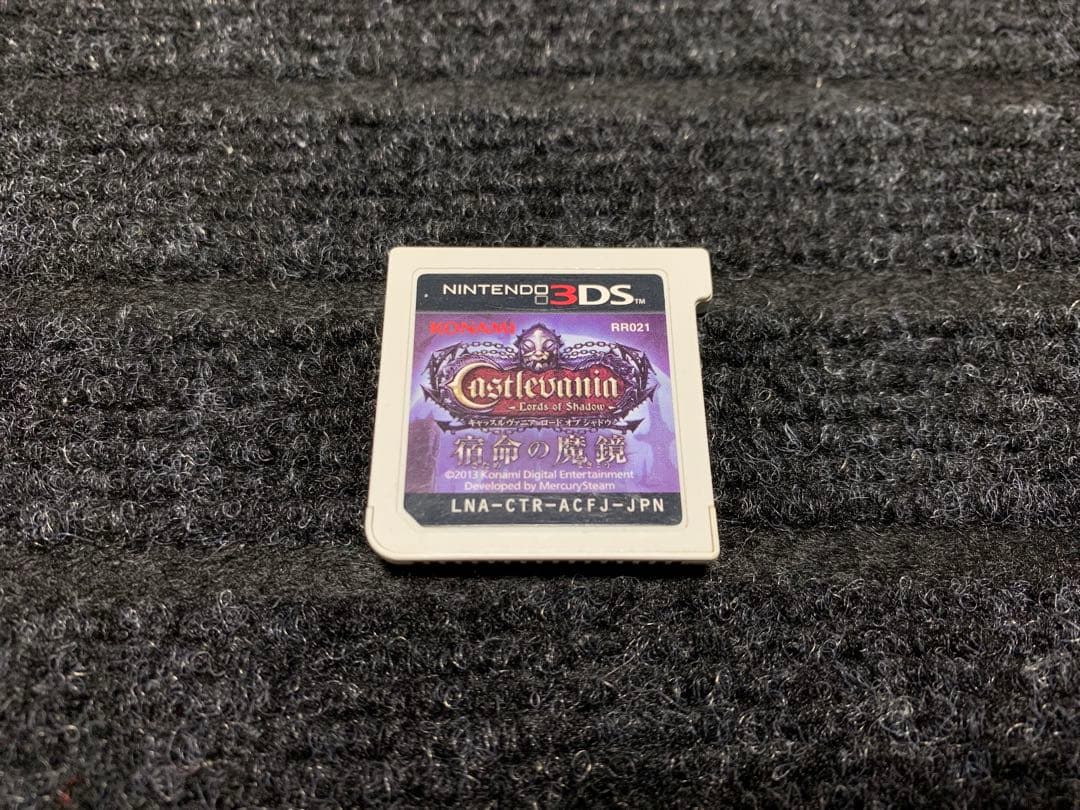 NINTENDO 3DS™
KONAMI RR021
Castlevania
Lords of Shadow
キャッスルヴァニア ロード オブ シャドウ
宿命の魔鏡
©2013 Konami Digital Entertainment
Developed by MercurySteam
LNA-CTR-ACFJ-JPN